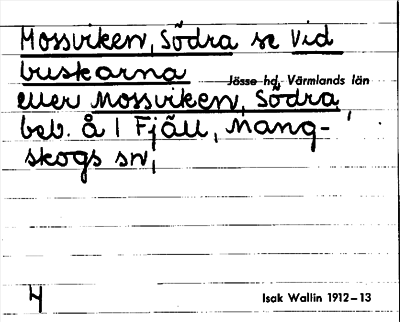 Mossviken, Södra se Vid
buskarna Jösse hd, Värmlands län
eller Mossviken, Södra,
beb. å 1 Fjäll, Mang-
skogs sn,
4 Isak Wallin 1912–13